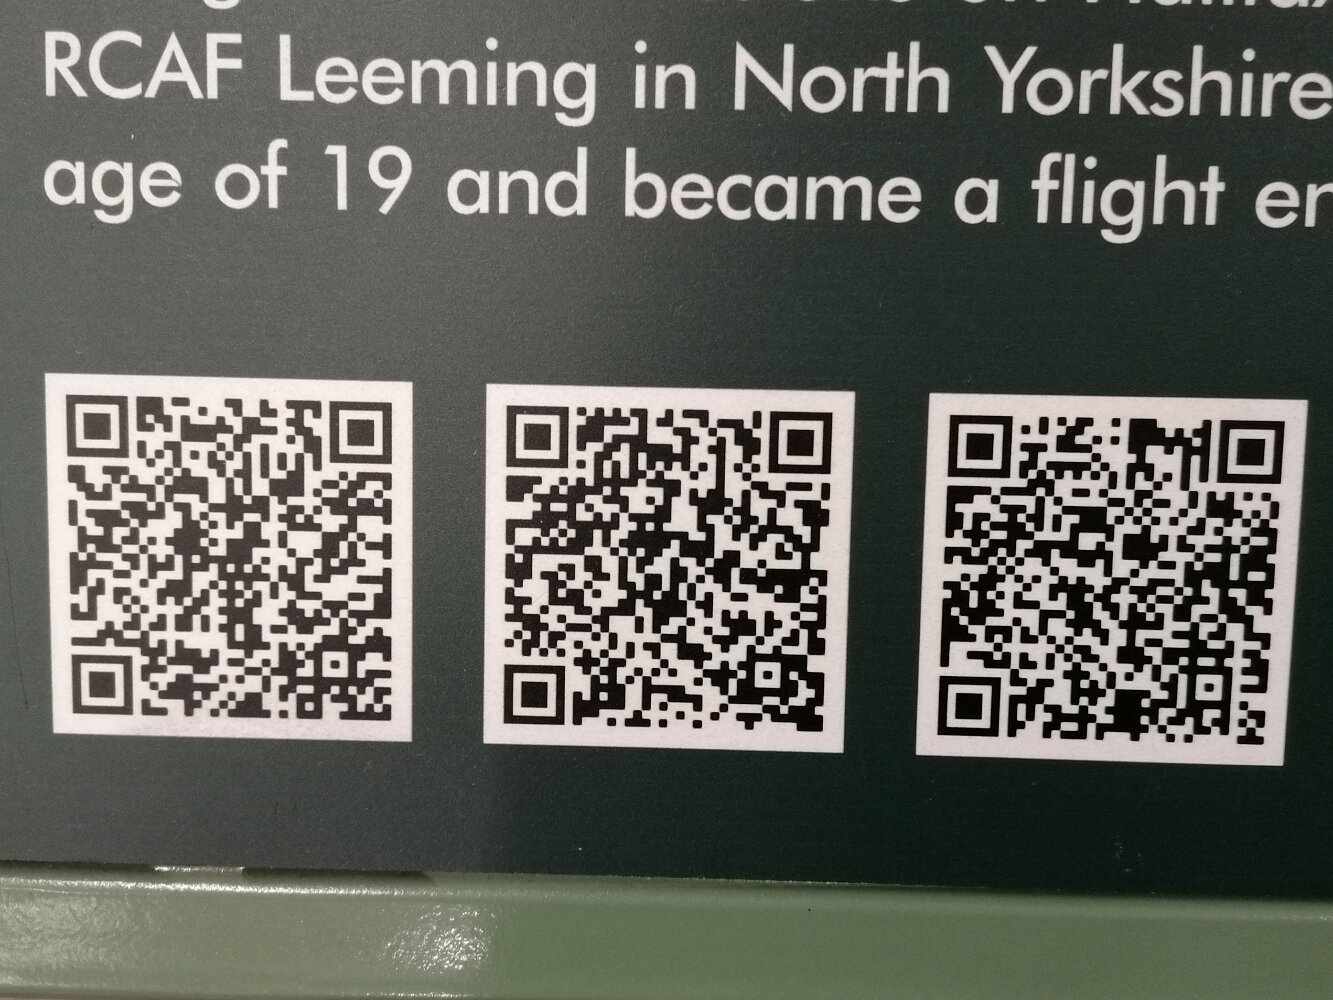 RCAF Leeming in North Yorkshire
age of 19 and became a flight